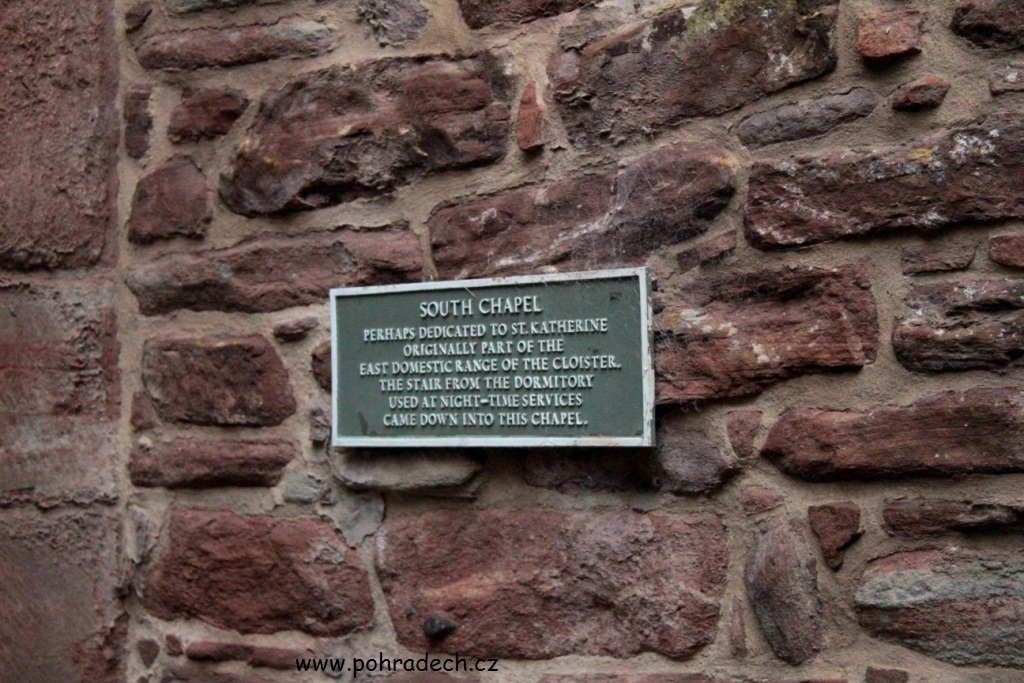 SOUTH CHAPEL
PERHAPS DEDICATED TO ST. KATHERINE
ORIGINALLY PART OF THE
EAST DOMESTIC RANGE OF THE CLOISTER.
THE STAIR FROM THE DORMITORY
USED AT NIGHT-TIME SERVICES
CAME DOWN INTO THIS CHAPEL.
www.pohradech.cz